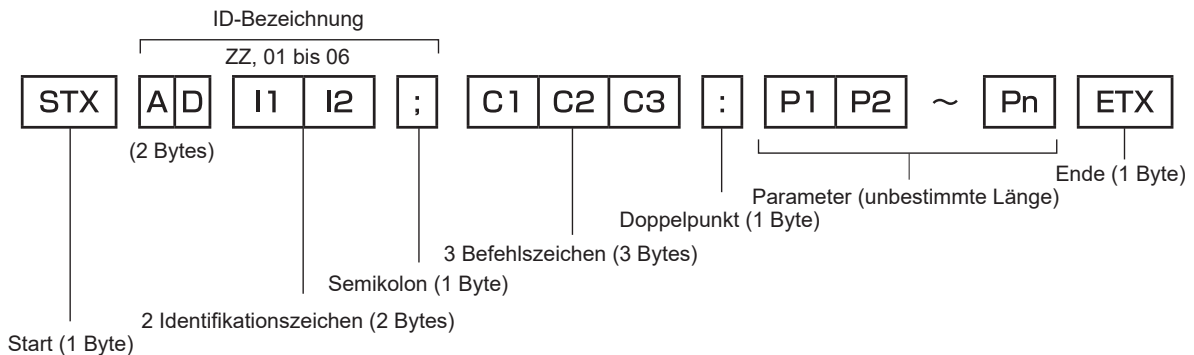 ID-Bezeichnung
ZZ, 01 bis 06
STX A D I1 I2 ; C1 C2 C3 : P1 P2 ～ Pn ETX
(2 Bytes)
Ende (1 Byte)
Parameter (unbestimmte Länge)
Doppelpunkt (1 Byte)
3 Befehlszeichen (3 Bytes)
Semikolon (1 Byte)
2 Identifikationszeichen (2 Bytes)
Start (1 Byte)